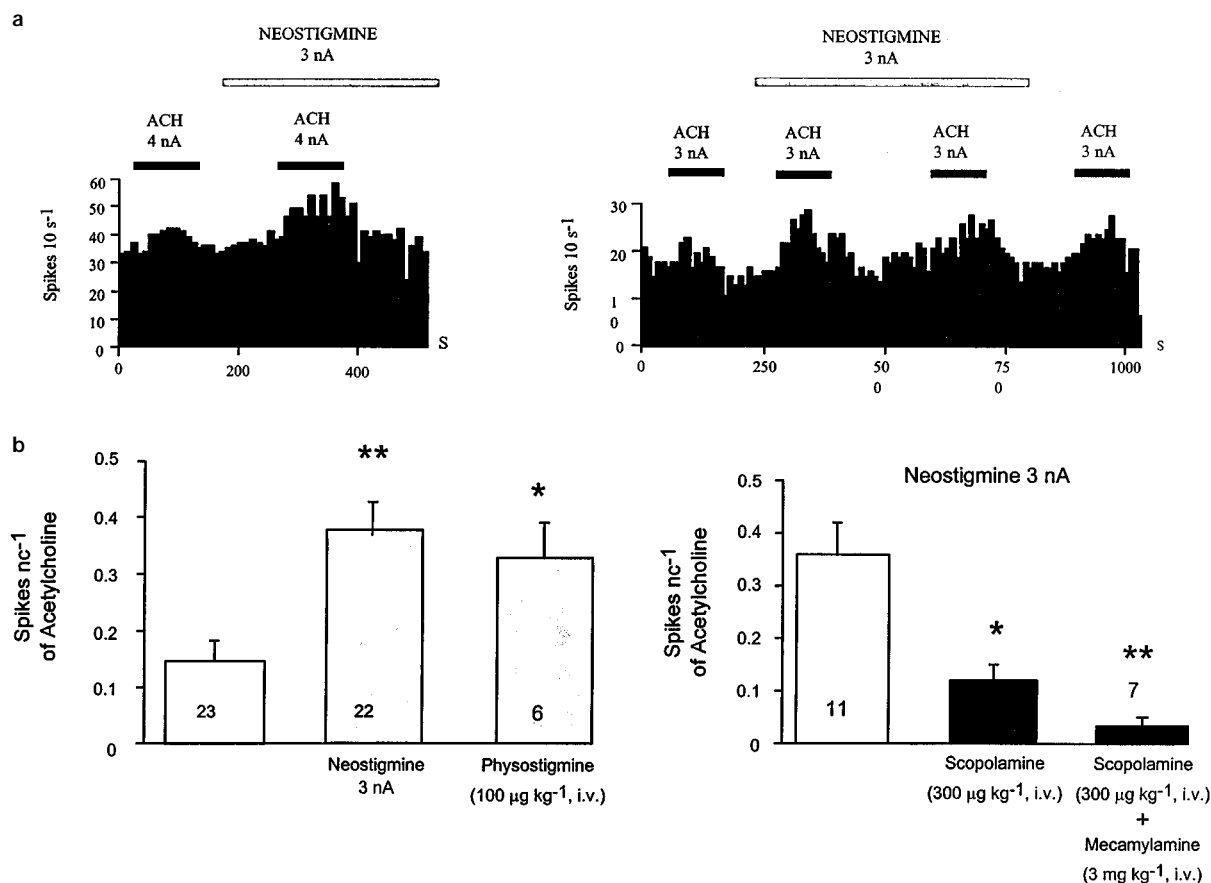 a
NEOSTIGMINE
3 nA
ACH
4 nA
ACH
4 nA
60
50
40
30
20
10
0
Spikes 10 s-1
0
200
400
S
NEOSTIGMINE
3 nA
ACH
3 nA
ACH
3 nA
ACH
3 nA
ACH
3 nA
30
20
1
0
0
Spikes 10 s-1
0
250
50
0
75
0
1000
S
b
0.5
0.4
0.3
0.2
0.1
0
Spikes nc-1
of Acetylcholine
**
*
23
22
6
Neostigmine
3 nA
Physostigmine
(100 µg kg-1, i.v.)
Neostigmine 3 nA
0.5
0.4
0.3
0.2
0.1
0
Spikes nc-1
of Acetylcholine
*
**
11
7
Scopolamine
(300 µg kg-1, i.v.)
Scopolamine
(300 µg kg-1, i.v.)
+
Mecamylamine
(3 mg kg-1, i.v.)